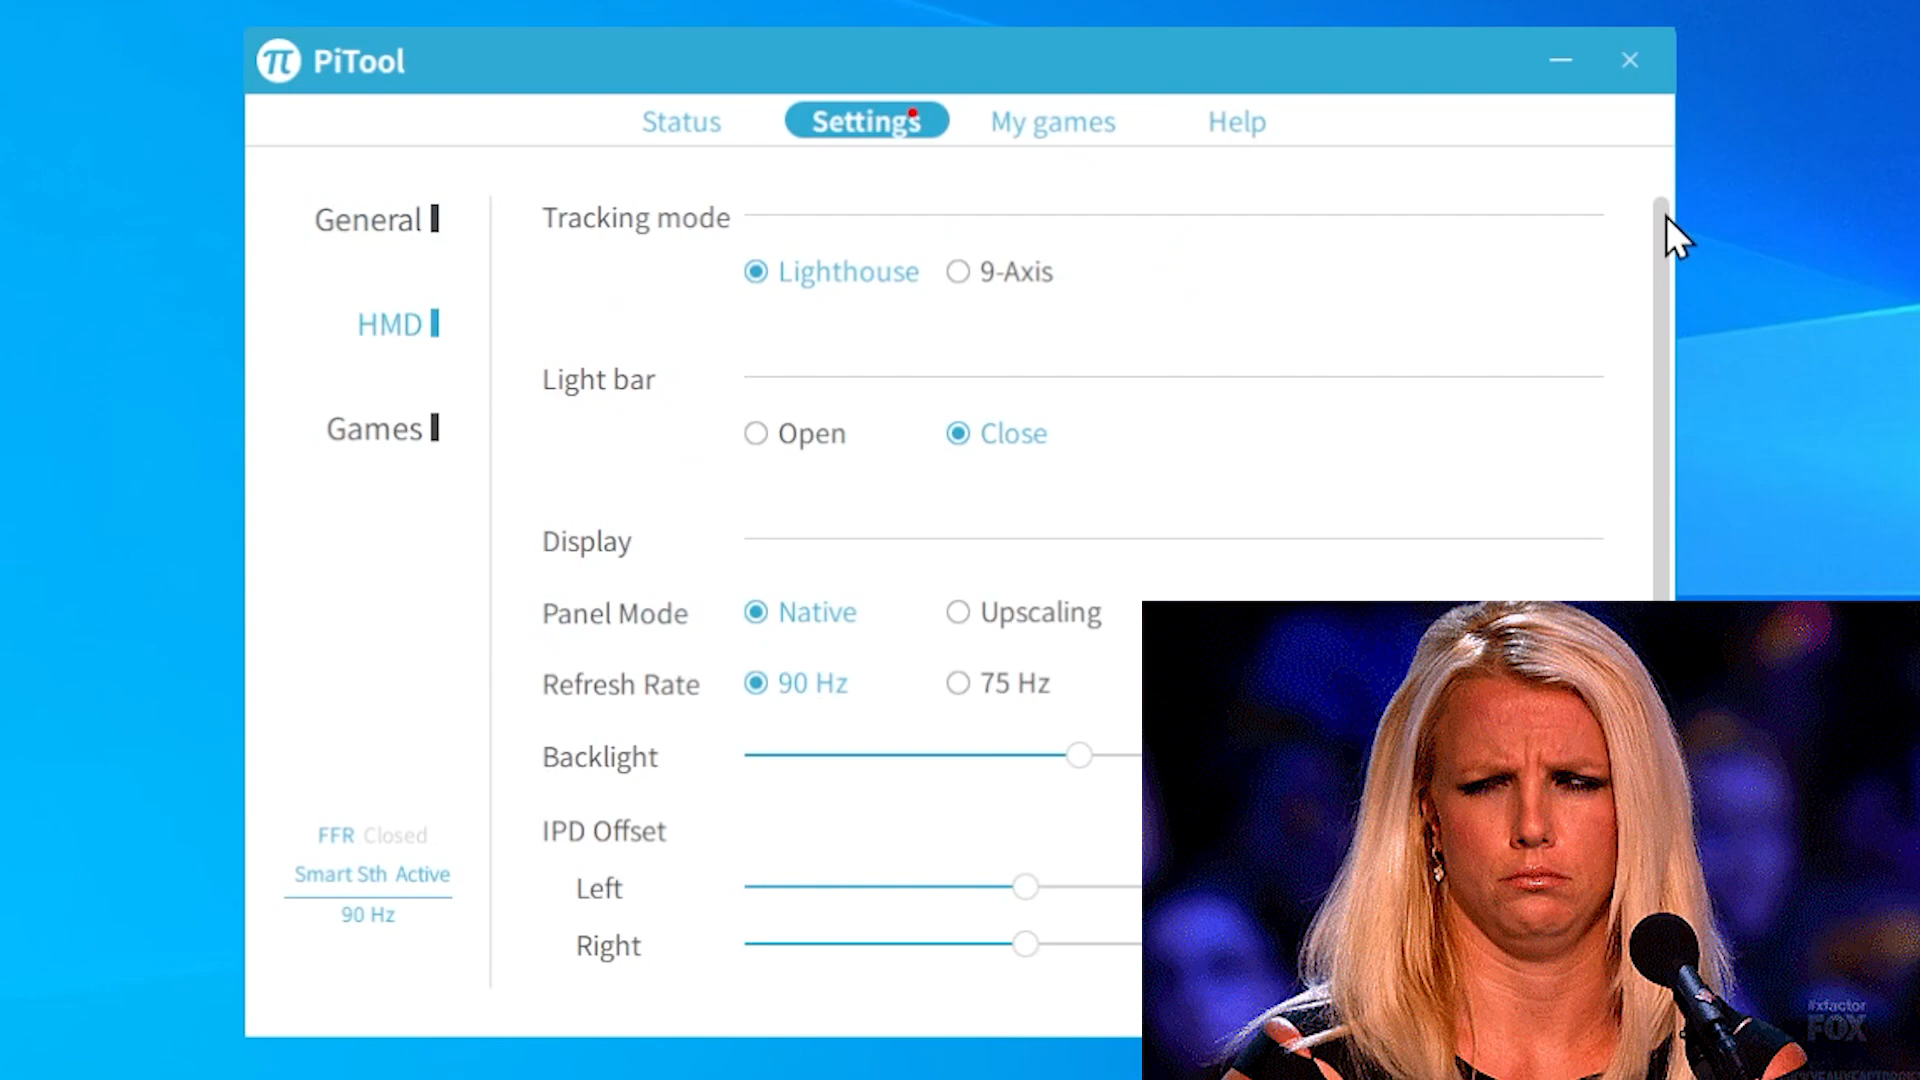 π PiTool
Status Settings My games Help
General
HMD
Games
FFR Closed
Smart Sth Active
90 Hz
Tracking mode
Lighthouse 9-Axis
Light bar
Open Close
Display
Panel Mode Native Upscaling
Refresh Rate 90 Hz 75 Hz
Backlight
IPD Offset
Left
Right
#xfactor
FOX